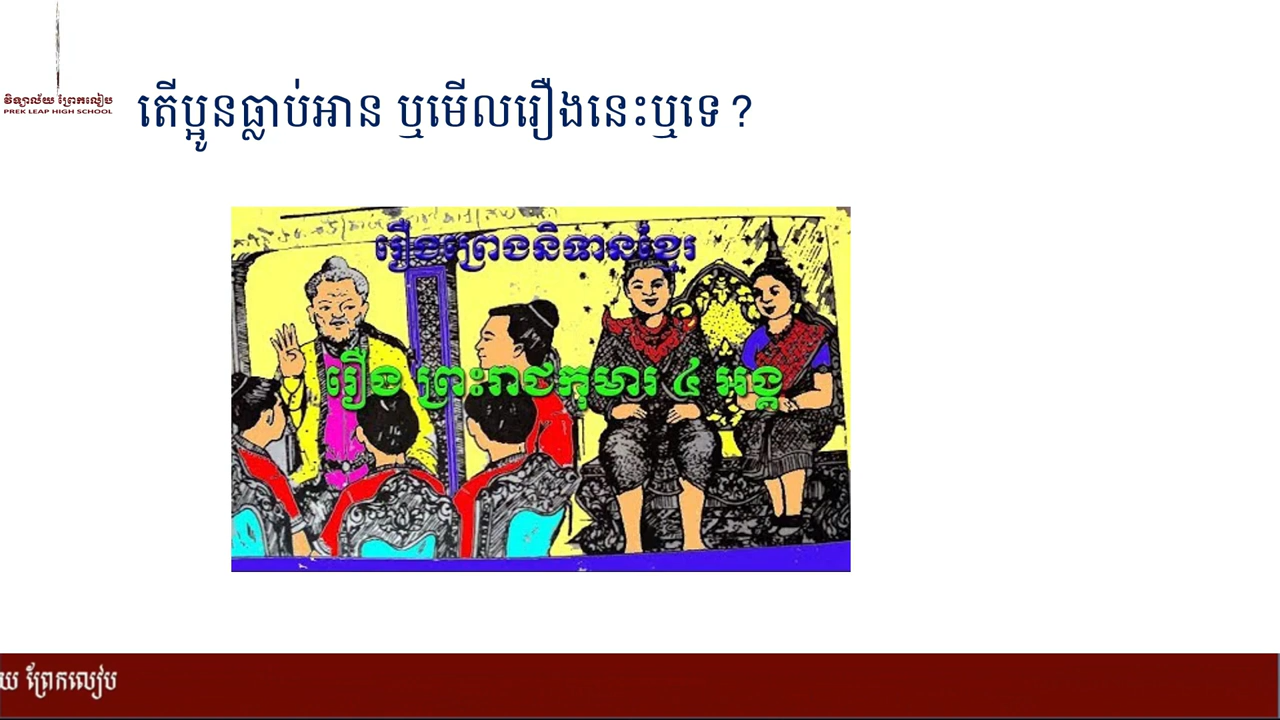 វិទ្យាល័យ ព្រែកលៀប
PREK LEAP HIGH SCHOOL
តើប្អូនធ្លាប់អាន ឬមើលរឿងនេះឬទេ ?
រឿងព្រេងនិទានខ្មែរ
រឿង ព្រះរាជកុមារ ៤ អង្គ
យ ព្រែកលៀប